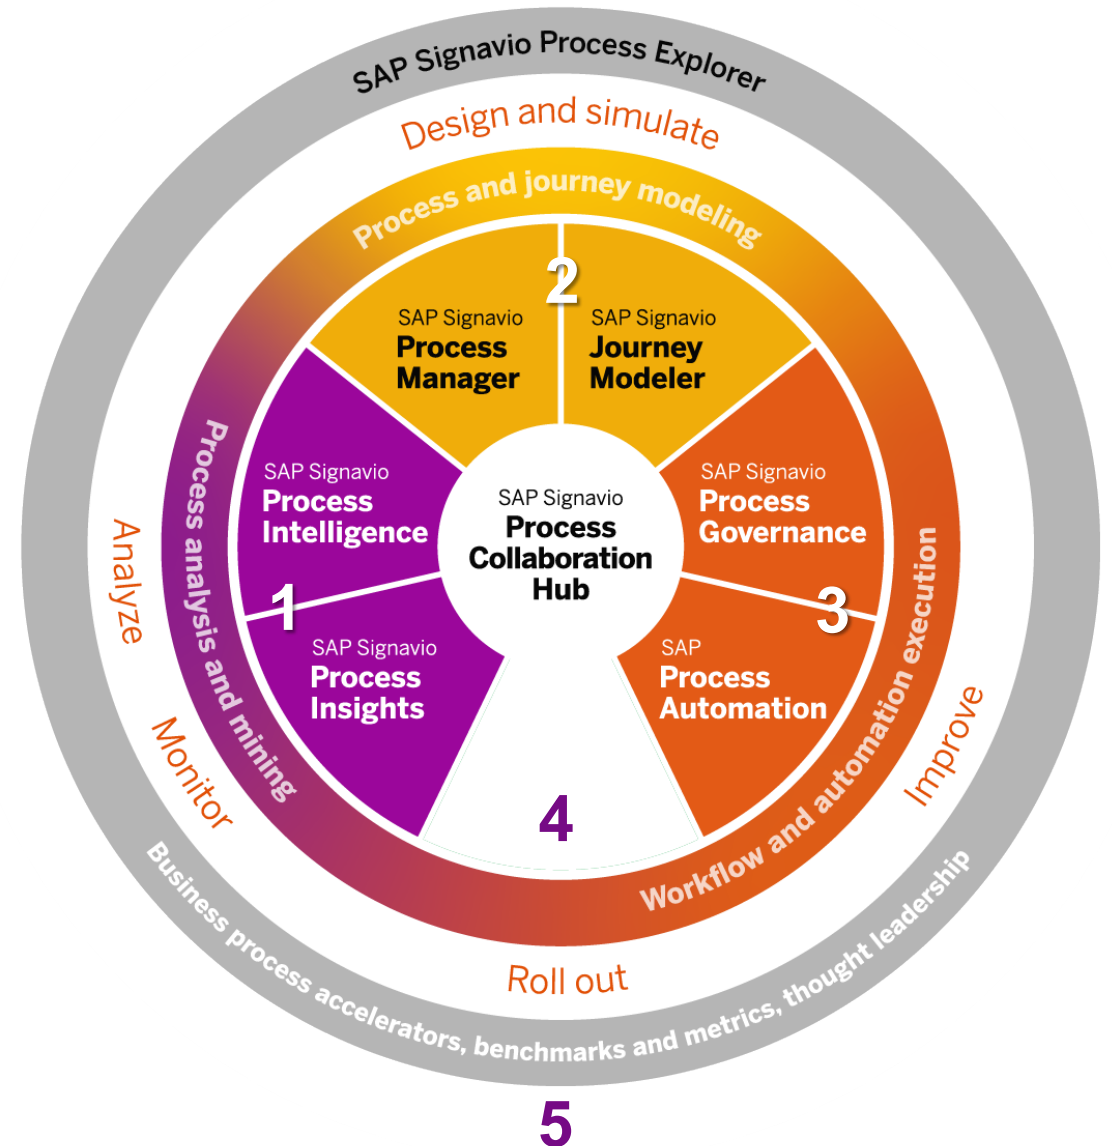 SAP Signavio Process Explorer
Design and simulate
Process and journey modeling
2
SAP Signavio
Process
Manager
SAP Signavio
Journey
Modeler
SAP Signavio
Process
Intelligence
SAP Signavio
Process
Collaboration
Hub
SAP Signavio
Process
Governance
Analyze
Process analysis and mining
1
3
SAP Signavio
Process
Insights
SAP
Process
Automation
Workflow and automation execution
Monitor
Improve
4
Roll out
Business process accelerators, benchmarks and metrics, thought leadership
5